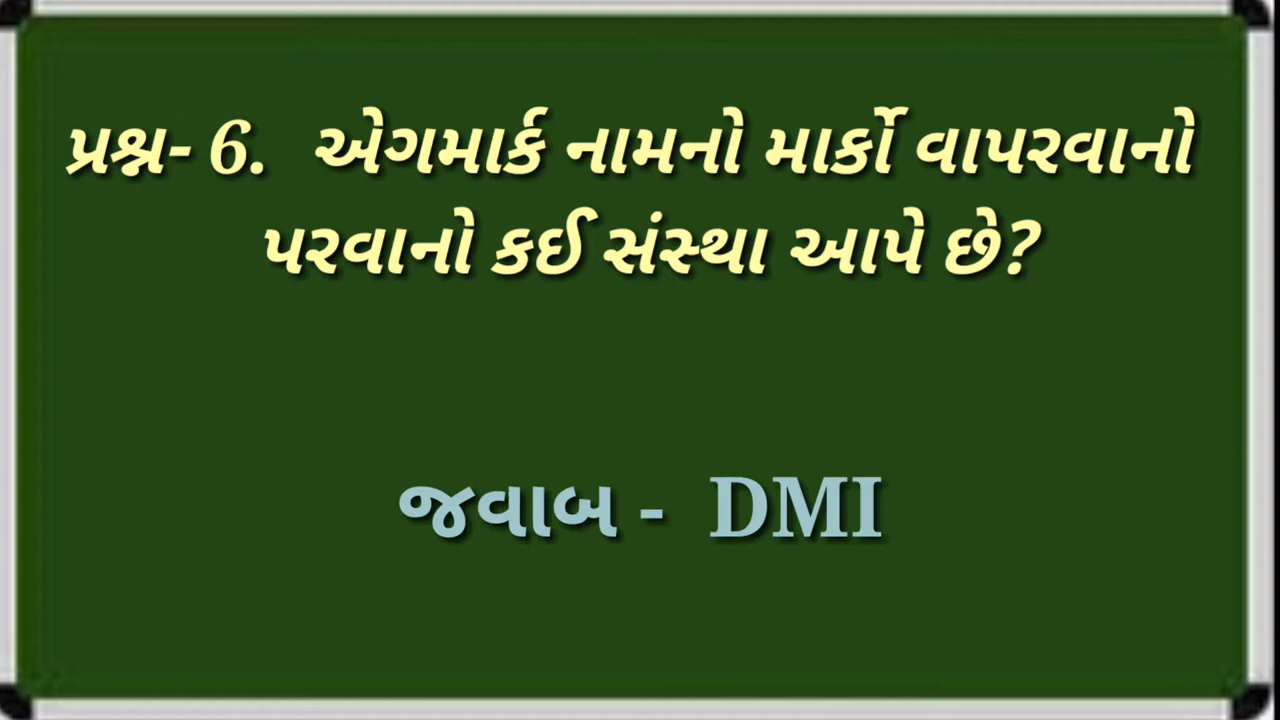 પ્રશ્ન- 6. એગમાર્ક નામનો માર્કો વાપરવાનો
પરવાનો કઈ સંસ્થા આપે છે?
જવાબ - DMI